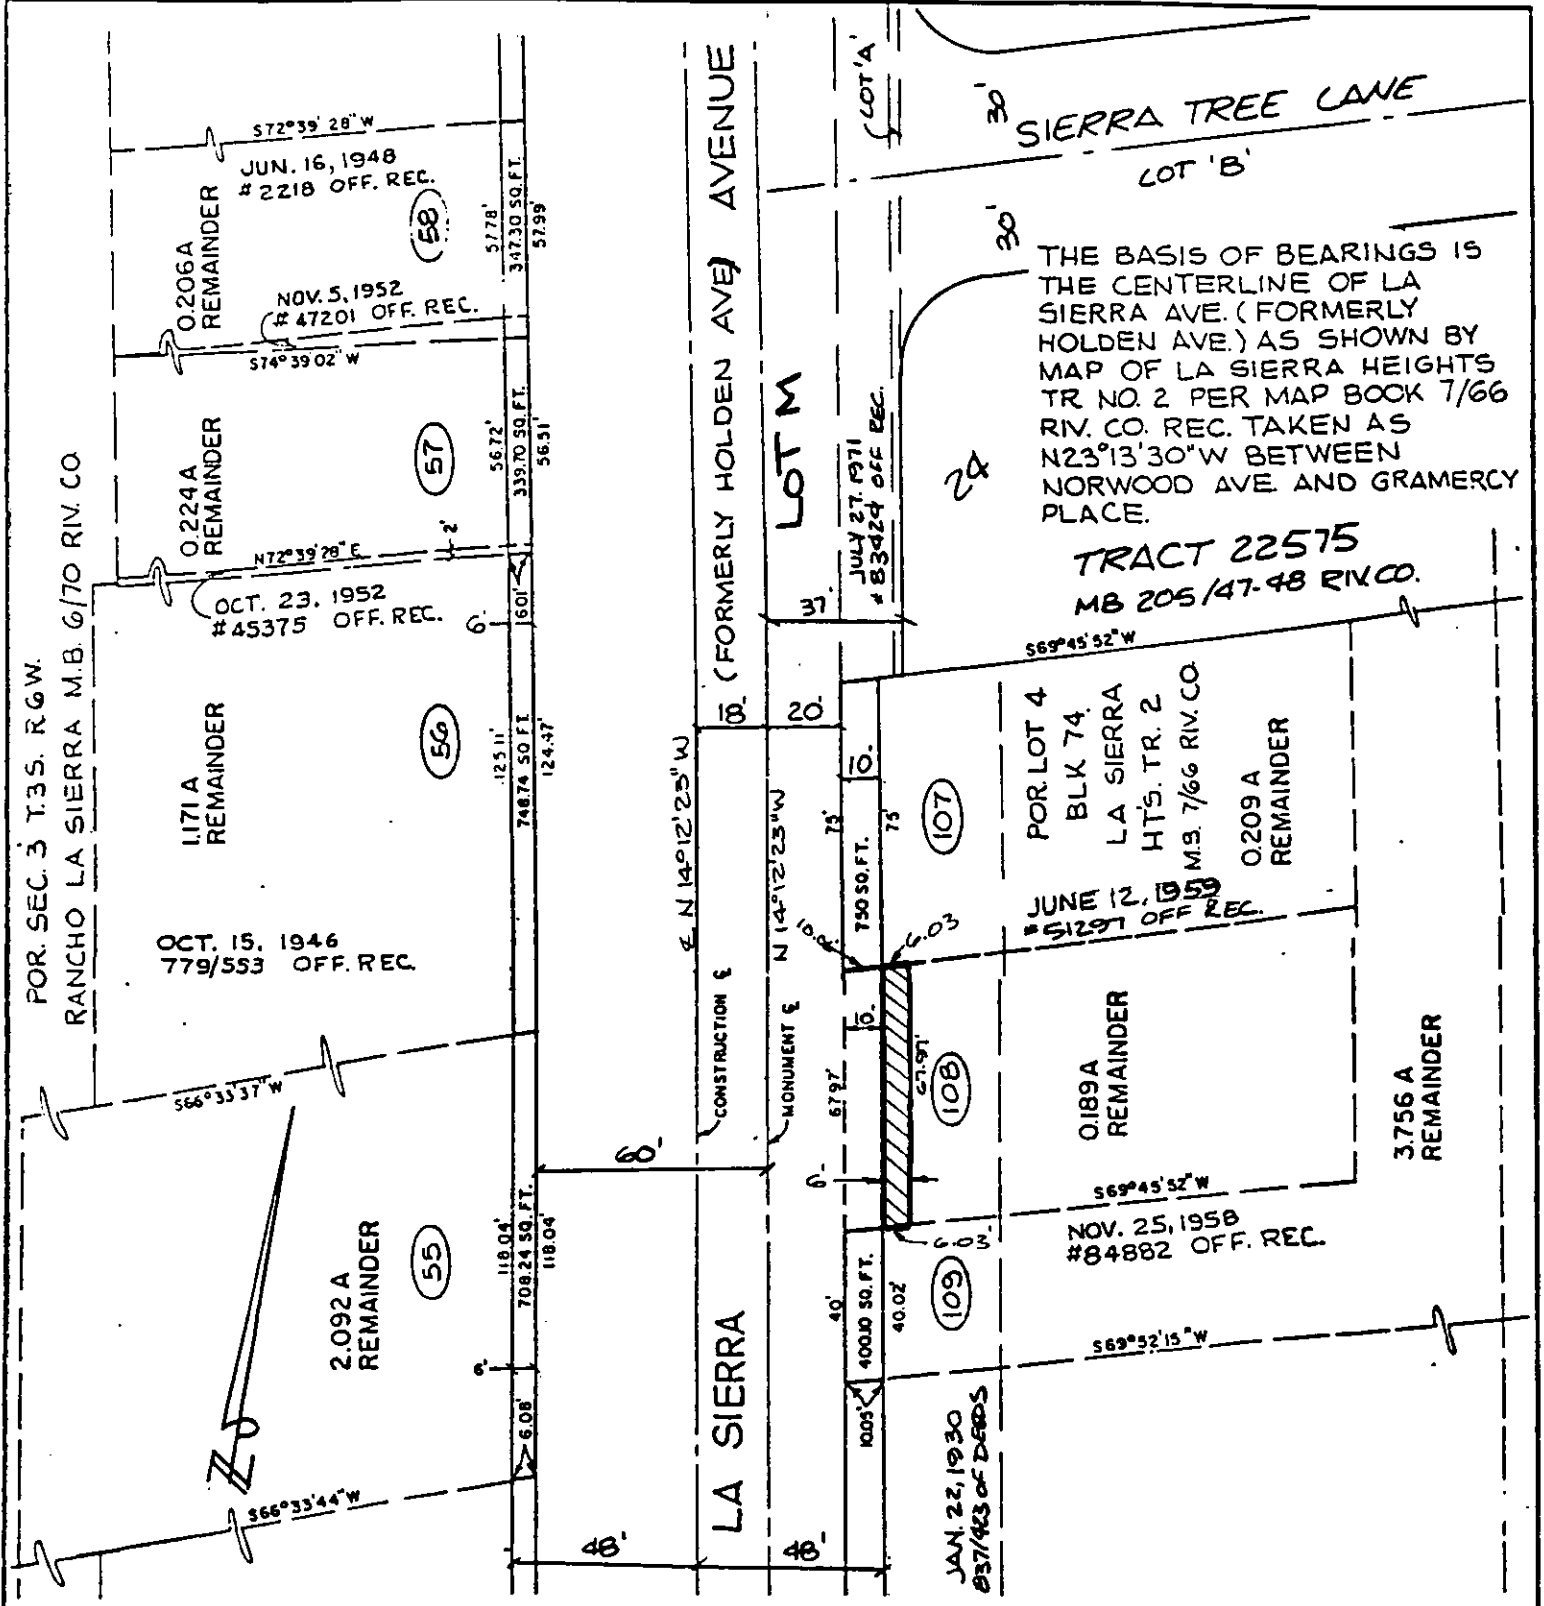 S72°39'28"W
JUN. 16, 1948
#2218 OFF. REC.
0.206A
REMAINDER
58
57.78'
347.30 SQ. FT.
57.99'
NOV. 5, 1952
#47201 OFF. REC.
S74°39'02"W
0.224A
REMAINDER
57
56.72'
339.70 SQ. FT.
56.51'
N72°39'28"E
2'
OCT. 23, 1952
#45375 OFF. REC.
6'
6.01'
POR. SEC. 3 T.3S. R6W.
RANCHO LA SIERRA M.B. 6/70 RIV. CO.
1.171 A
REMAINDER
56
125.11'
748.74 SQ FT.
124.47'
OCT. 15, 1946
779/553 OFF. REC.
S66°33'37"W
2.092 A
REMAINDER
55
118.04'
708.24 SQ. FT.
118.04'
6'
6.08'
N
S66°33'44"W
LA SIERRA (FORMERLY HOLDEN AVE) AVENUE
LOT M
18'
20'
37'
℄ N 14°12'23"W
N 14°12'23"W
CONSTRUCTION ℄
MONUMENT ℄
60'
48'
48'
LOT 'A'
30'
SIERRA TREE LANE
LOT 'B'
30'
JULY 27, 1971
#83424 OFF REC.
24
THE BASIS OF BEARINGS IS
THE CENTERLINE OF LA
SIERRA AVE. (FORMERLY
HOLDEN AVE.) AS SHOWN BY
MAP OF LA SIERRA HEIGHTS
TR NO. 2 PER MAP BOOK 7/66
RIV. CO. REC. TAKEN AS
N23°13'30"W BETWEEN
NORWOOD AVE. AND GRAMERCY
PLACE.
TRACT 22575
MB 205/47-48 RIV.CO.
S69°45'52"W
10'
75'
750 SQ.FT.
75'
107
POR. LOT 4
BLK 74.
LA SIERRA
HT'S. TR. 2
M.B. 7/66 RIV. CO.
0.209 A
REMAINDER
JUNE 12, 1959
#51297 OFF REC.
6.03
10'
67.97'
67.97'
6'
108
0.189A
REMAINDER
3.756 A
REMAINDER
S69°45'52"W
NOV. 25, 1958
#84882 OFF. REC.
6.03'
40'
400.10 SQ. FT.
40.02'
109
S69°52'15"W
10.05'
JAN. 22, 1930
837/423 OF DEEDS